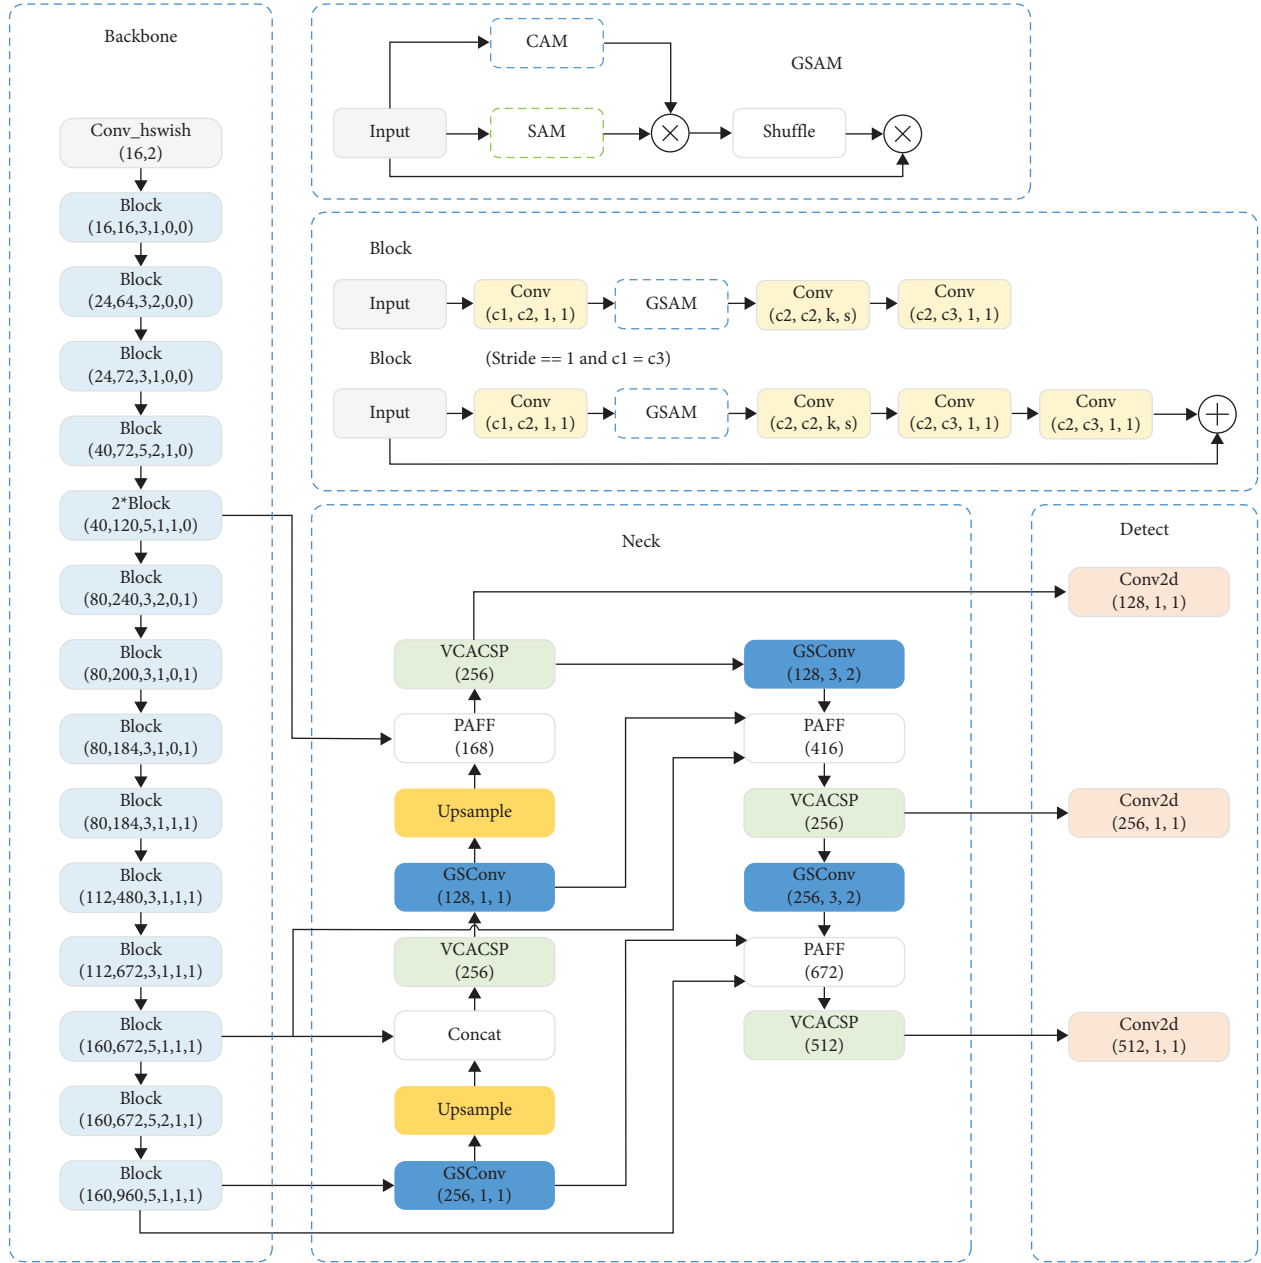 Backbone
Conv_hswish
(16,2)
Block
(16,16,3,1,0,0)
Block
(24,64,3,2,0,0)
Block
(24,72,3,1,0,0)
Block
(40,72,5,2,1,0)
2*Block
(40,120,5,1,1,0)
Block
(80,240,3,2,0,1)
Block
(80,200,3,1,0,1)
Block
(80,184,3,1,0,1)
Block
(80,184,3,1,1,1)
Block
(112,480,3,1,1,1)
Block
(112,672,3,1,1,1)
Block
(160,672,5,1,1,1)
Block
(160,672,5,2,1,1)
Block
(160,960,5,1,1,1)
GSAM
CAM
Input
SAM
Shuffle
Block
Input
Conv
(c1, c2, 1, 1)
GSAM
Conv
(c2, c2, k, s)
Conv
(c2, c3, 1, 1)
Block
(Stride == 1 and c1 = c3)
Input
Conv
(c1, c2, 1, 1)
GSAM
Conv
(c2, c2, k, s)
Conv
(c2, c3, 1, 1)
Conv
(c2, c3, 1, 1)
Neck
VCACSP
(256)
PAFF
(168)
Upsample
GSConv
(128, 1, 1)
VCACSP
(256)
Concat
Upsample
GSConv
(256, 1, 1)
GSConv
(128, 3, 2)
PAFF
(416)
VCACSP
(256)
GSConv
(256, 3, 2)
PAFF
(672)
VCACSP
(512)
Detect
Conv2d
(128, 1, 1)
Conv2d
(256, 1, 1)
Conv2d
(512, 1, 1)